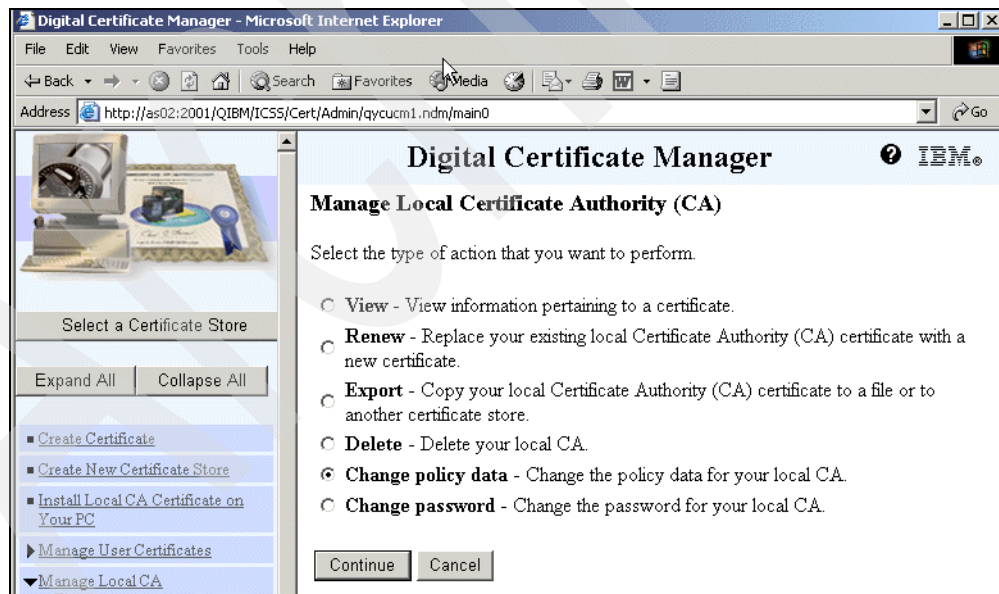 Digital Certificate Manager - Microsoft Internet Explorer
File Edit View Favorites Tools Help
Back Search Favorites Media
Address http://as02:2001/QIBM/ICSS/Cert/Admin/qycucm1.ndm/main0 Go
Digital Certificate Manager ? IBM®
Select a Certificate Store
Expand All Collapse All
Create Certificate
Create New Certificate Store
Install Local CA Certificate on
Your PC
Manage User Certificates
Manage Local CA
Manage Local Certificate Authority (CA)
Select the type of action that you want to perform.
View - View information pertaining to a certificate.
Renew - Replace your existing local Certificate Authority (CA) certificate with a
new certificate.
Export - Copy your local Certificate Authority (CA) certificate to a file or to
another certificate store.
Delete - Delete your local CA.
Change policy data - Change the policy data for your local CA.
Change password - Change the password for your local CA.
Continue Cancel